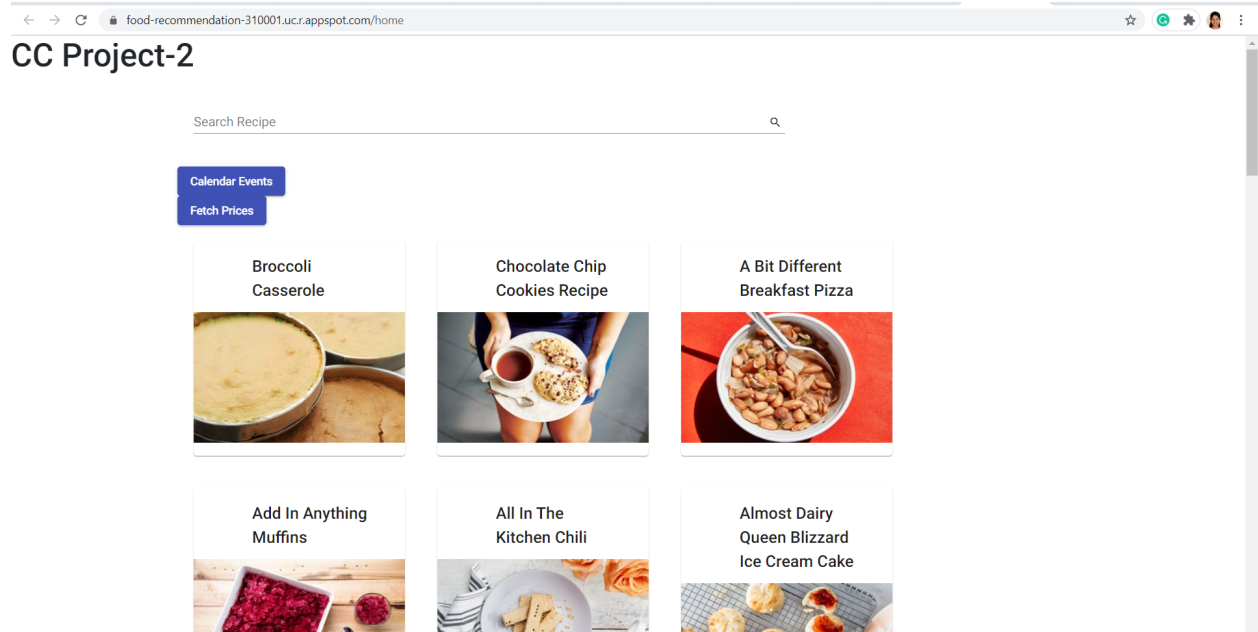 food-recommendation-310001.uc.r.appspot.com/home
CC Project-2
Search Recipe
Calendar Events
Fetch Prices
Broccoli
Casserole
Chocolate Chip
Cookies Recipe
A Bit Different
Breakfast Pizza
Add In Anything
Muffins
All In The
Kitchen Chili
Almost Dairy
Queen Blizzard
Ice Cream Cake